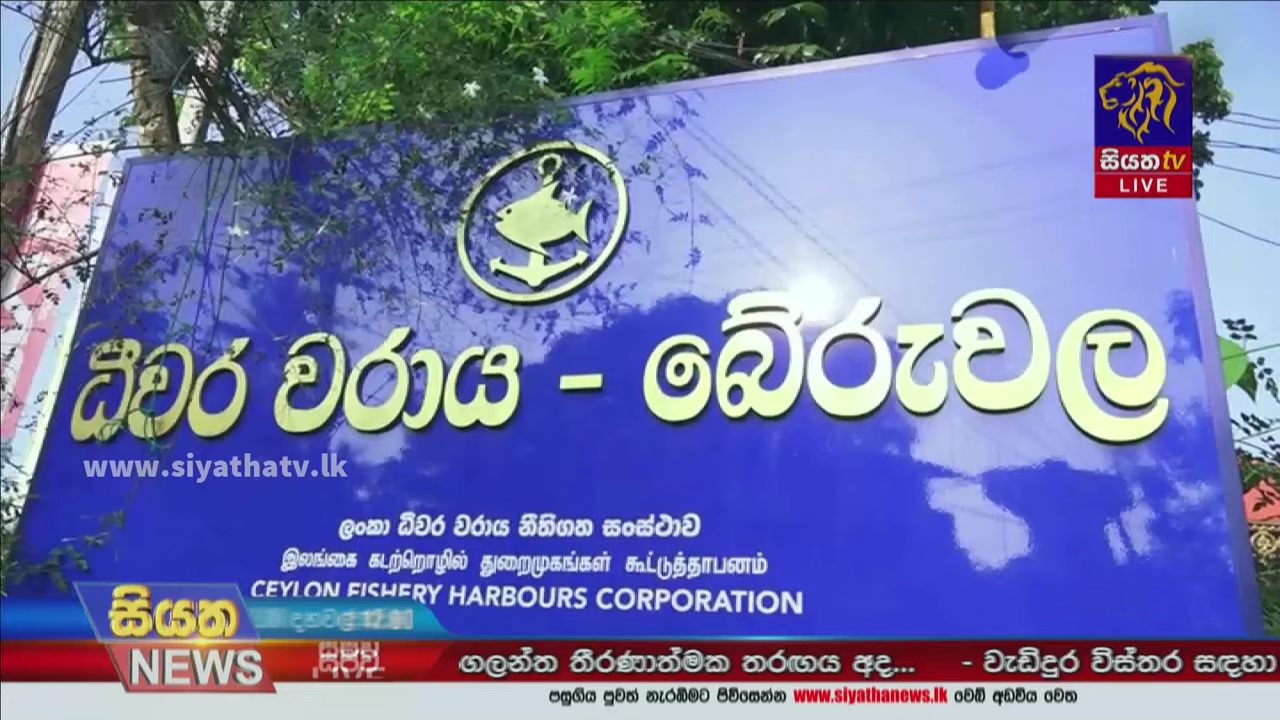 සියත tv
LIVE
ධීවර වරාය - බේරුවල
www.siyathatv.lk
ලංකා ධීවර වරාය නීතිගත සංස්ථාව
இலங்கை கடற்றொழில் துறைமுகங்கள் கூட்டுத்தாபனம்
CEYLON FISHERY HARBOURS CORPORATION
සියත
NEWS
ගලන්ත තීරණාත්මක තරඟය අද... - වැඩිදුර විස්තර සඳහා
පසුගිය පුවත් නැරඹීමට පිවිසෙන්න www.siyathanews.lk වෙබ් අඩවිය වෙත